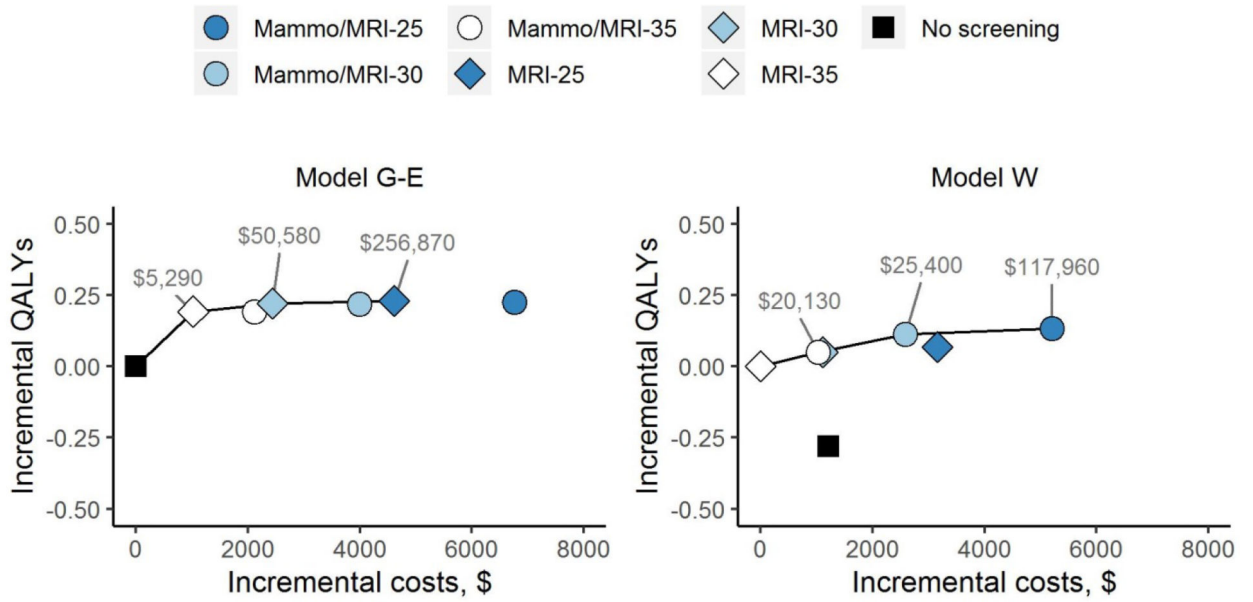 Mammo/MRI-25 Mammo/MRI-35 MRI-30 No screening
Mammo/MRI-30 MRI-25 MRI-35
Model G-E
Incremental QALYs
0.50
0.25
0.00
-0.25
-0.50
$5,290
$50,580
$256,870
0 2000 4000 6000 8000
Incremental costs, $
Model W
Incremental QALYs
0.50
0.25
0.00
-0.25
-0.50
$20,130
$25,400
$117,960
0 2000 4000 6000 8000
Incremental costs, $